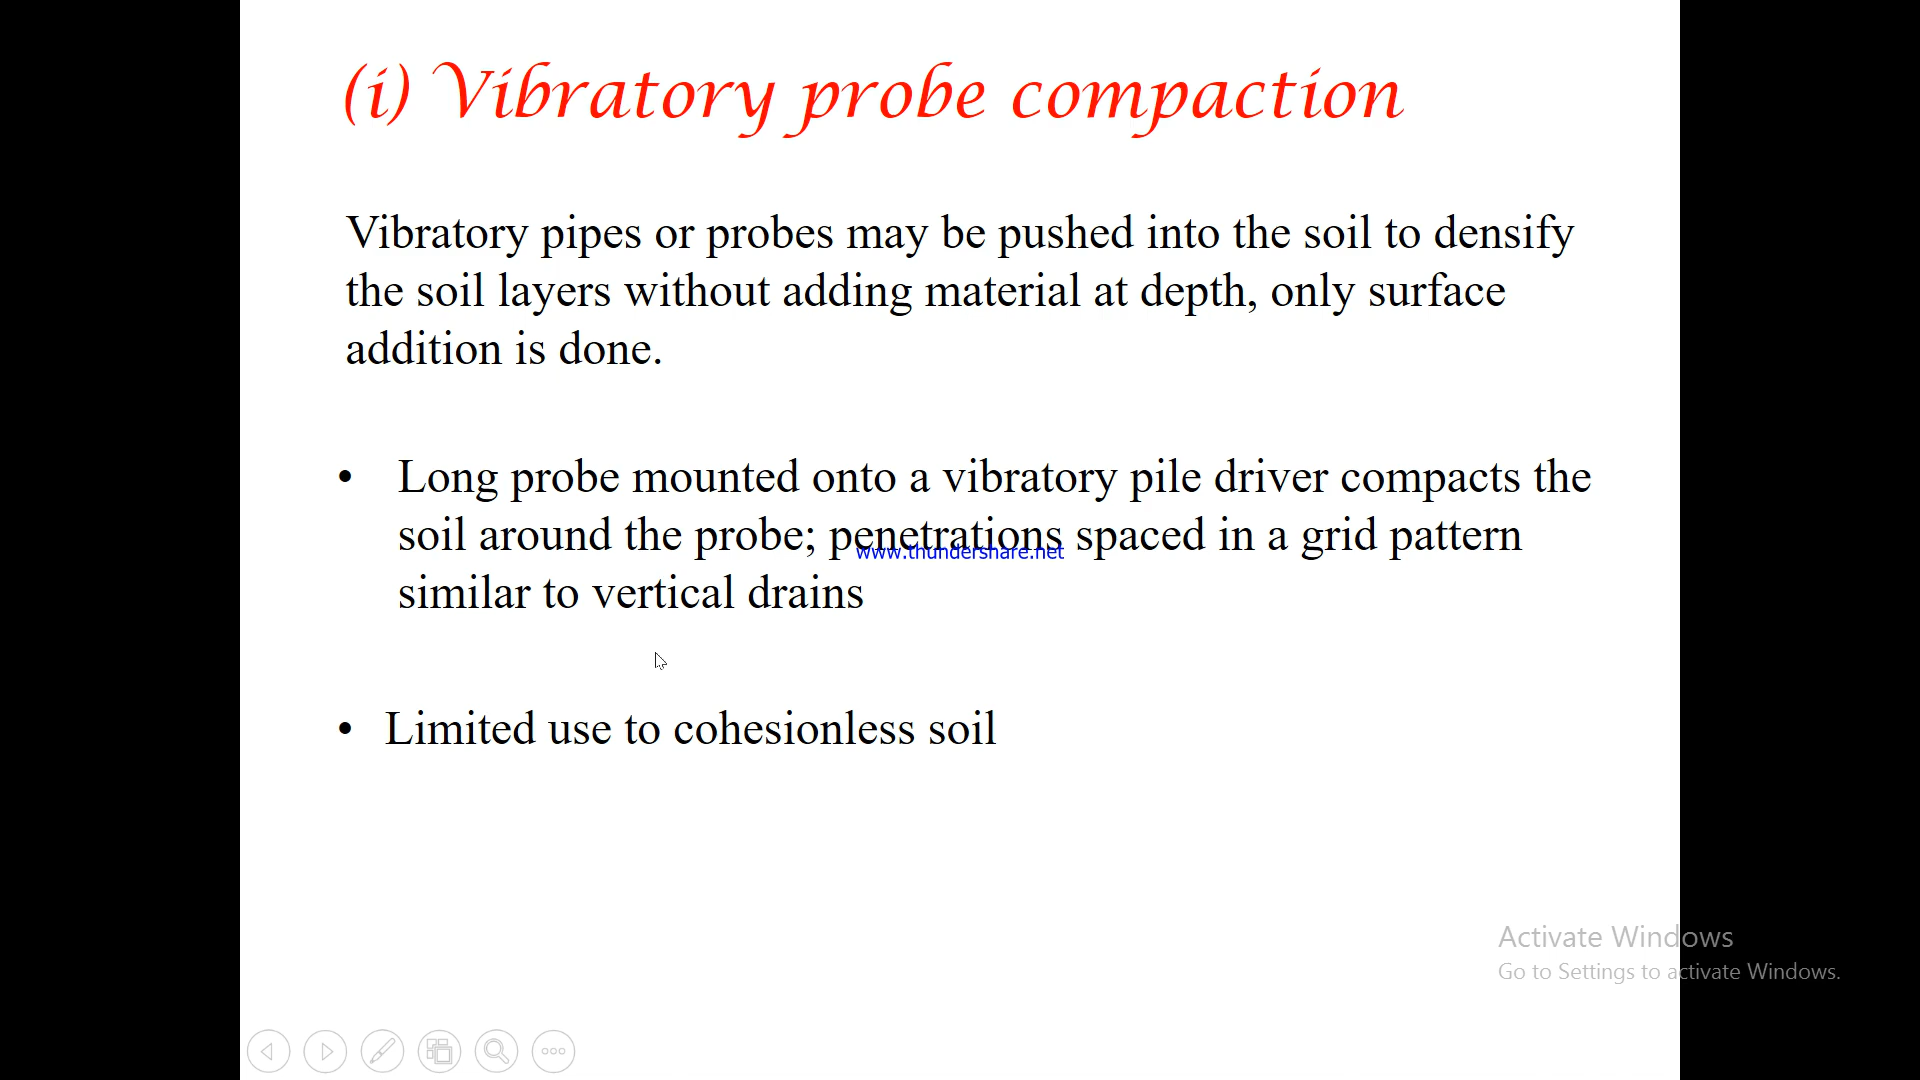 (i) Vibratory probe compaction
Vibratory pipes or probes may be pushed into the soil to densify
the soil layers without adding material at depth, only surface
addition is done.
• Long probe mounted onto a vibratory pile driver compacts the
soil around the probe; penetrations spaced in a grid pattern
www.thundershare.net
similar to vertical drains
• Limited use to cohesionless soil
Activate Windows
Go to Settings to activate Windows.